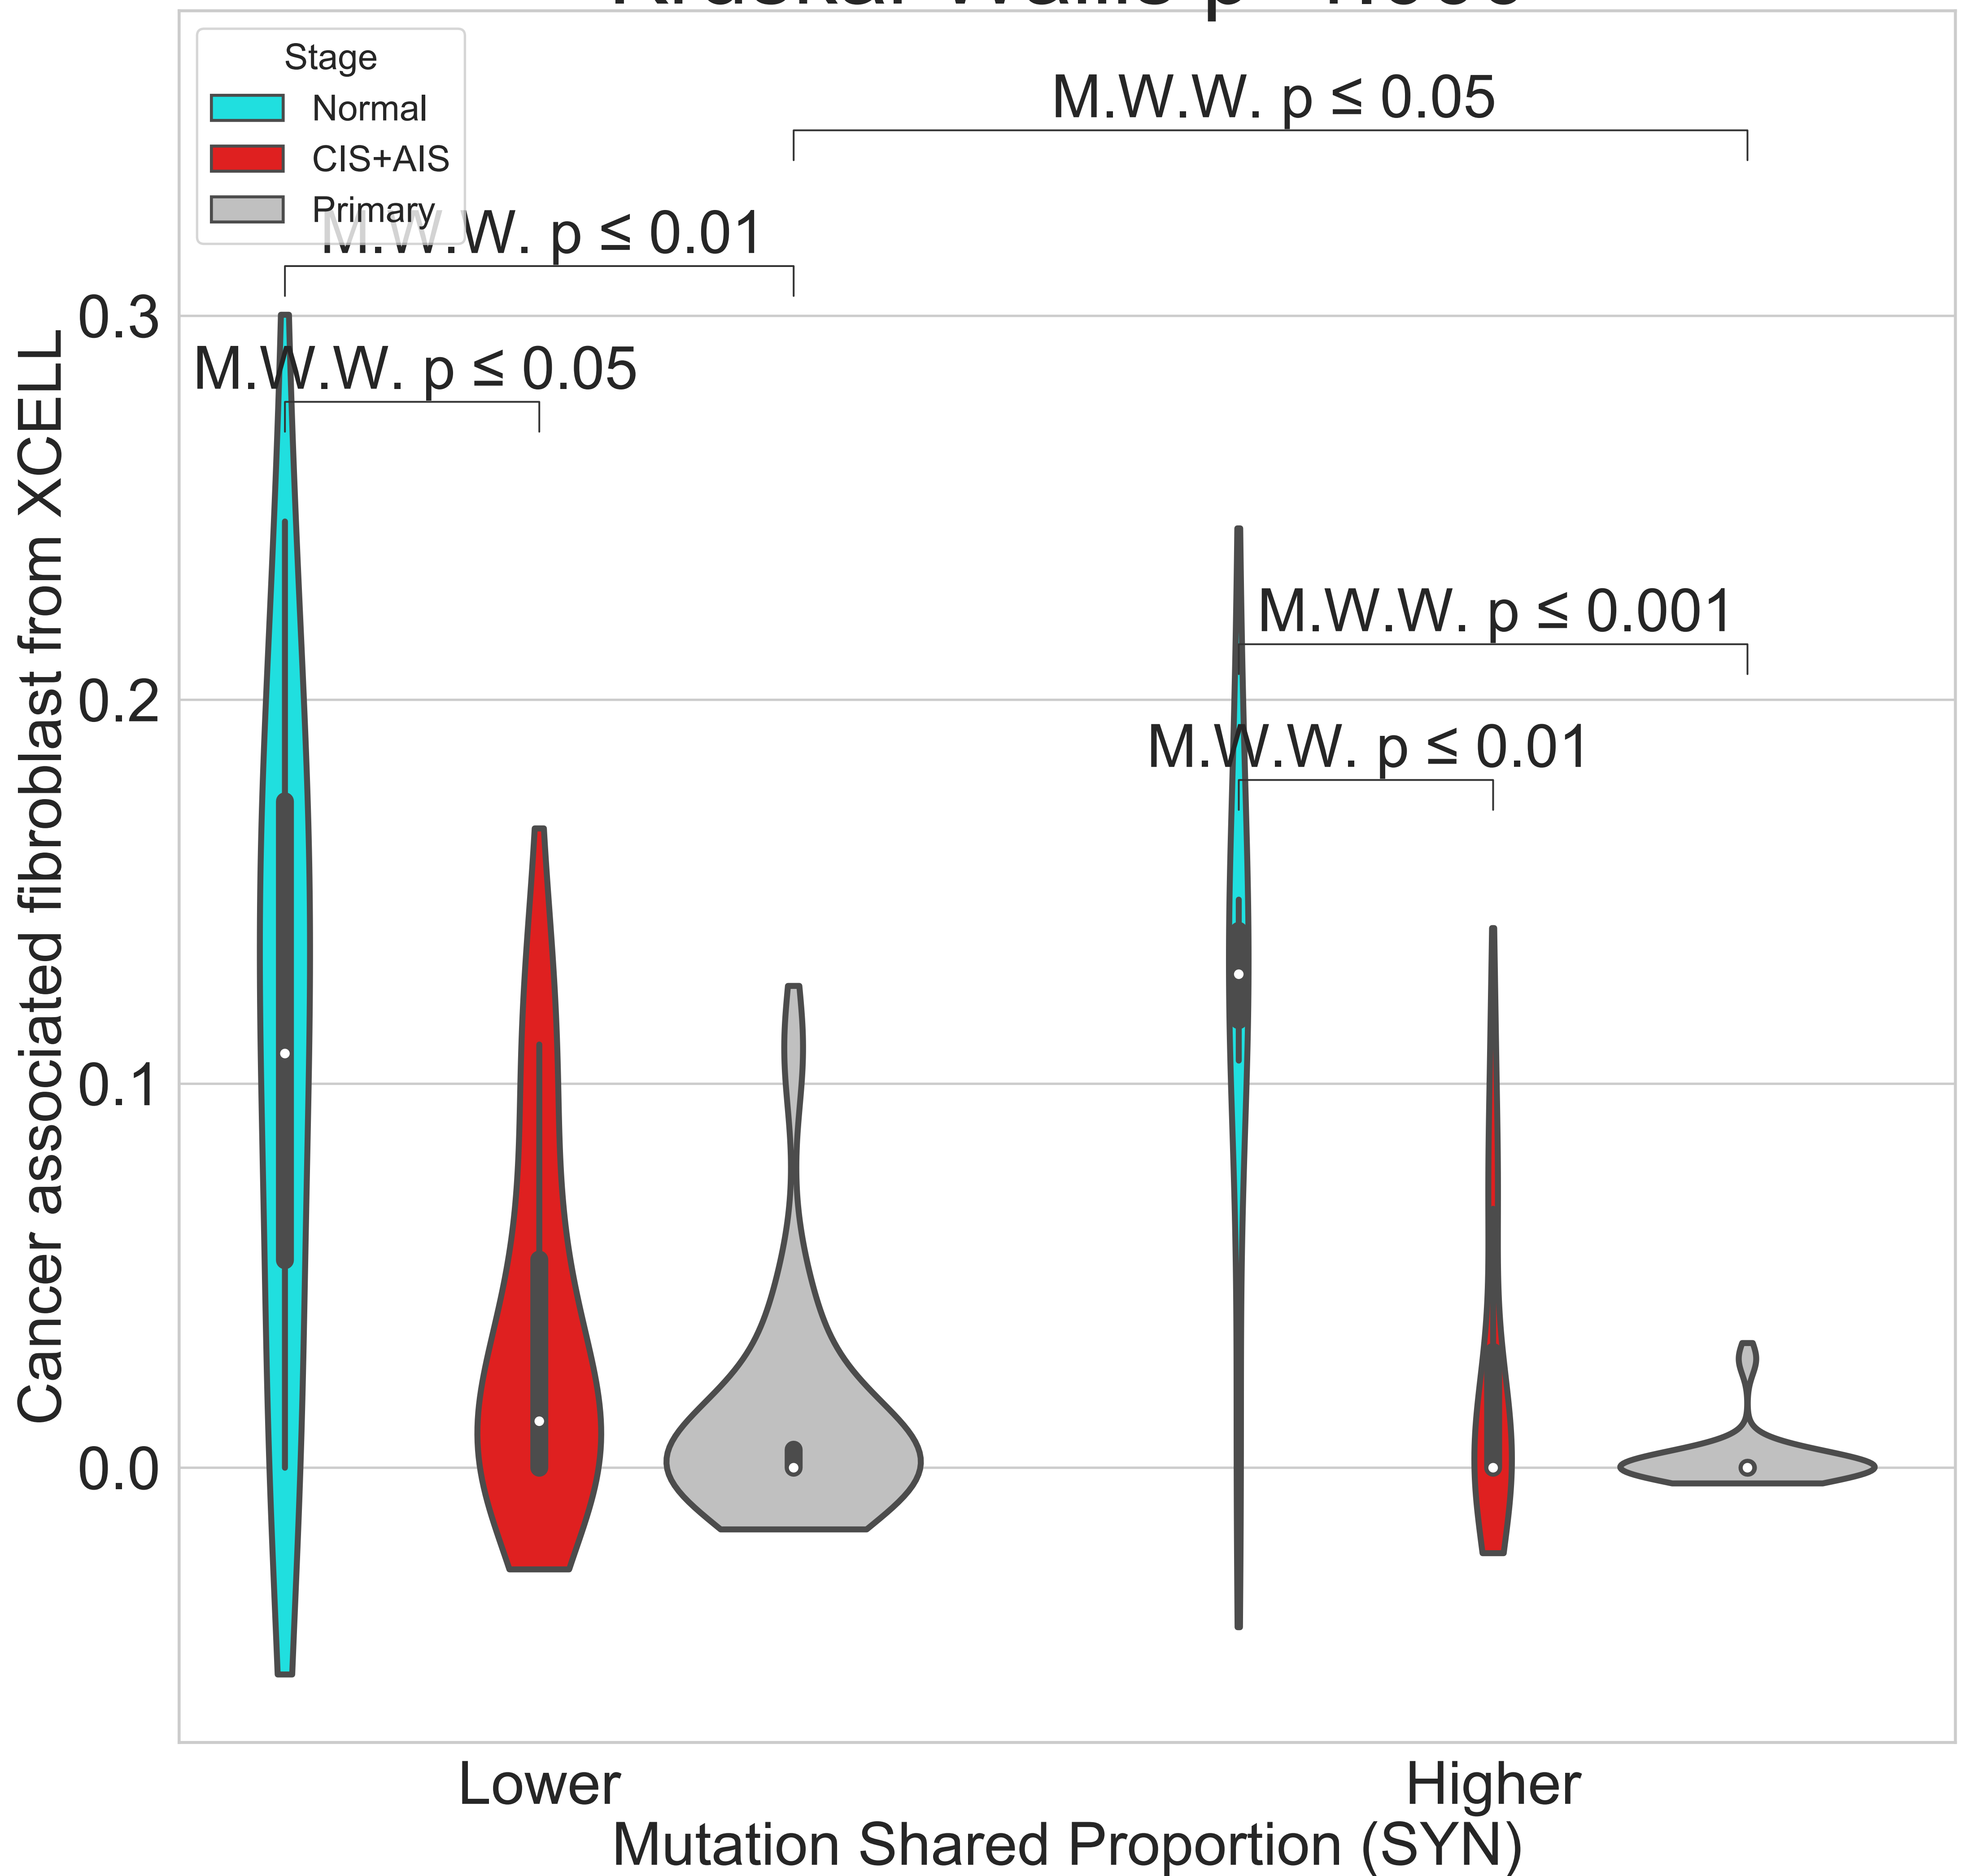 Stage
Normal
CIS+AIS
Primary
M.W.W. p ≤ 0.05
M.W.W. p ≤ 0.01
M.W.W. p ≤ 0.05
M.W.W. p ≤ 0.001
M.W.W. p ≤ 0.01
Cancer associated fibroblast from XCELL
0.3
0.2
0.1
0.0
Lower
Higher
Mutation Shared Proportion (SYN)